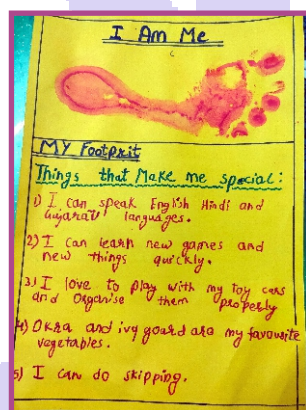 I Am Me
MY FootPrit
Things that Make me special:
1) I can speak English Hindi and
Gujarati languages.
2) I can learn new games and
new things quickly.
3) I love to play with my toy cars
and Organise them properly
4) Okra and ivy goard are my favourite
vegetables.
5) I can do skipping.